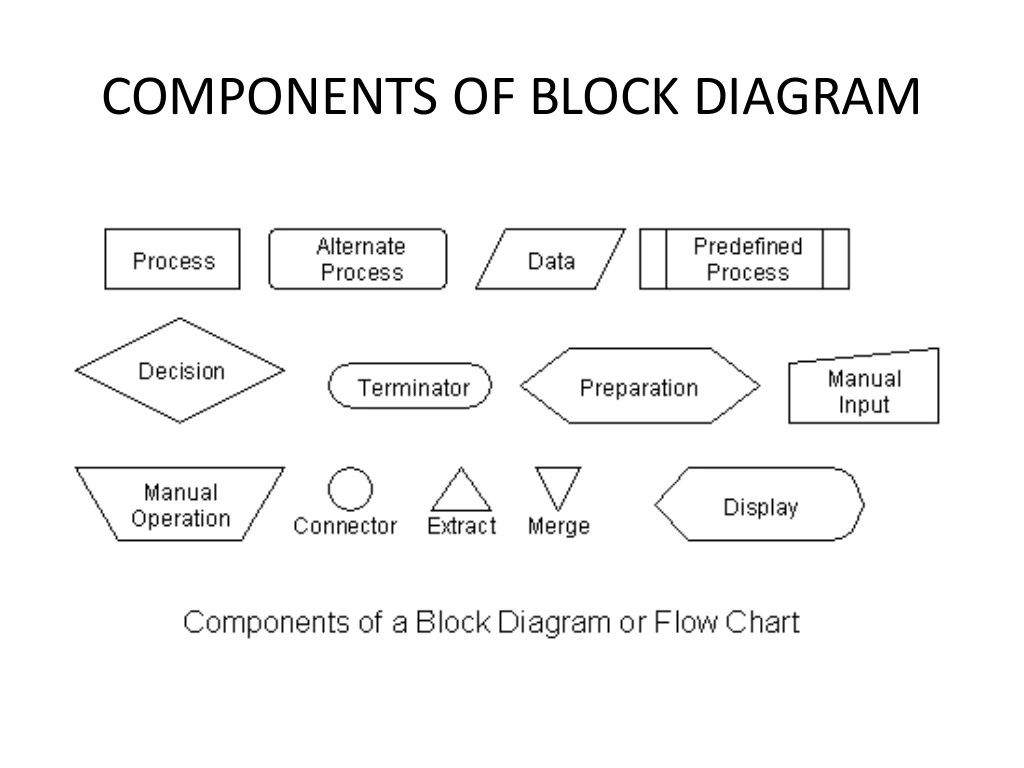 COMPONENTS OF BLOCK DIAGRAM
Process
Alternate
Process
Data
Predefined
Process
Decision
Terminator
Preparation
Manual
Input
Manual
Operation
Connector
Extract
Merge
Display
Components of a Block Diagram or Flow Chart